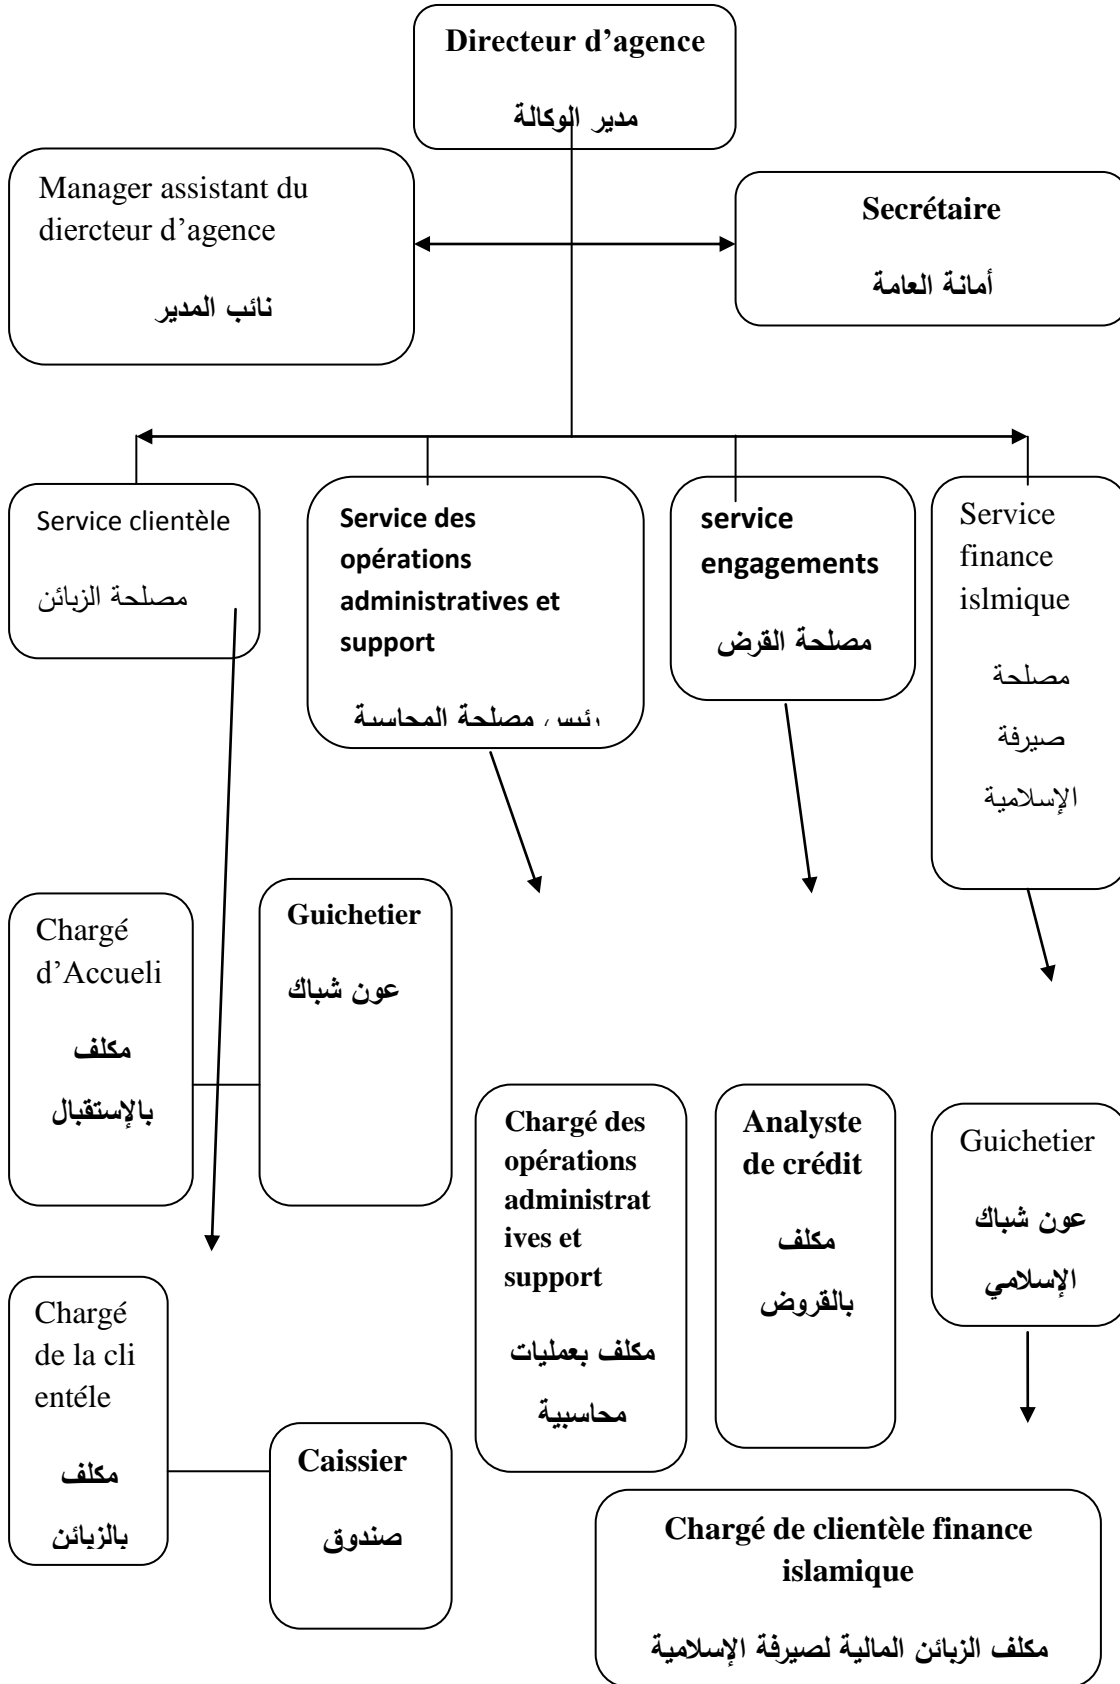 Directeur d’agence
مدير الوكالة
Manager assistant du
diercteur d’agence
نائب المدير
Secrétaire
أمانة العامة
Service clientèle
مصلحة الزبائن
Service des
opérations
administratives et
support
رئيس مصلحة المحاسبة
service
engagements
مصلحة القرض
Service
finance
islmique
مصلحة
صيرفة
الإسلامية
Chargé
d’Accueli
مكلف
بالإستقبال
Guichetier
عون شباك
Chargé des
opérations
administrat
ives et
support
مكلف بعمليات
محاسبية
Analyste
de crédit
مكلف
بالقروض
Guichetier
عون شباك
الإسلامي
Chargé
de la cli
entéle
مكلف
بالزبائن
Caissier
صندوق
Chargé de clientèle finance
islamique
مكلف الزبائن المالية لصيرفة الإسلامية